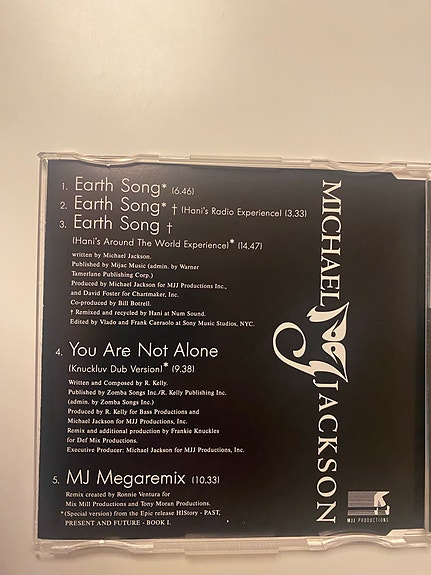 1. Earth Song* (6.46)
2. Earth Song* † (Hani's Radio Experience) (3.33)
3. Earth Song †
(Hani's Around The World Experience)* (14,47)
written by Michael Jackson.
Published by Mijac Music (admin. by Warner
Tamerlane Publishing Corp.)
Produced by Michael Jackson for MJJ Productions Inc.,
and David Foster for Chartmaker, Inc.
Co-produced by Bill Botrell.
† Remixed and recycled by Hani at Num Sound.
Edited by Vlado and Frank Caeraolo at Sony Music Studios, NYC.
4. You Are Not Alone
(Knuckluv Dub Version)* (9.38)
Written and Composed by R. Kelly.
Published by Zomba Songs Inc./R. Kelly Publishing Inc.
(admin. by Zomba Songs Inc.)
Produced by R. Kelly for Bass Productions and
Michael Jackson for MJJ Productions, Inc.
Remix and additional production by Frankie Knuckles
for Def Mix Productions.
Executive Producer: Michael Jackson for MJJ Productions, Inc.
5. MJ Megaremix (10,33)
Remix created by Ronnie Ventura for
Mix Mill Productions and Tony Moran Productions.
*(Special version) from the Epic release HIStory - PAST,
PRESENT AND FUTURE - BOOK I.
MICHAEL JACKSON
MJJ PRODUCTIONS